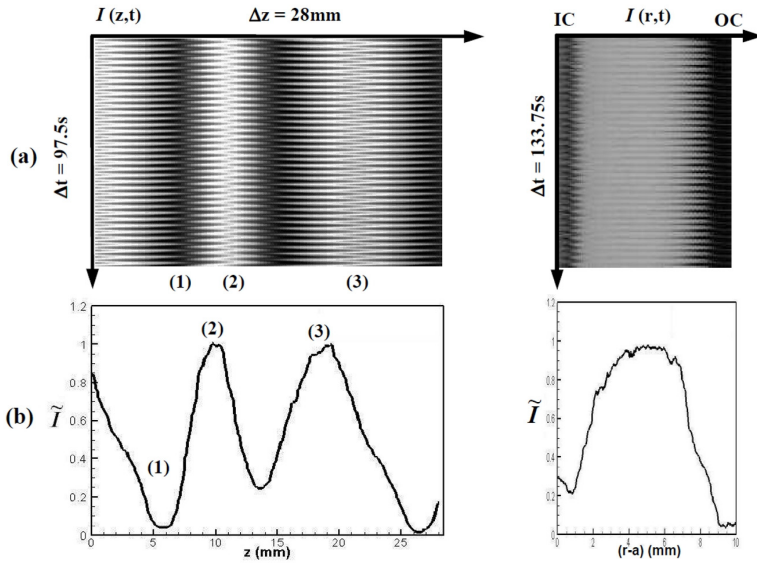 I (z,t) Δz = 28mm
IC I (r,t) OC
(a)
Δt = 97.5s
Δt = 133.75s
(1) (2) (3)
(b)
1.2
1
0.8
0.6
0.4
0.2
0
Ĩ
(1)
(2)
(3)
0 5 10 15 20 25
z (mm)
1.2
1
0.8
0.6
0.4
0.2
0
Ĩ
0 2 4 6 8 10
(r-a) (mm)